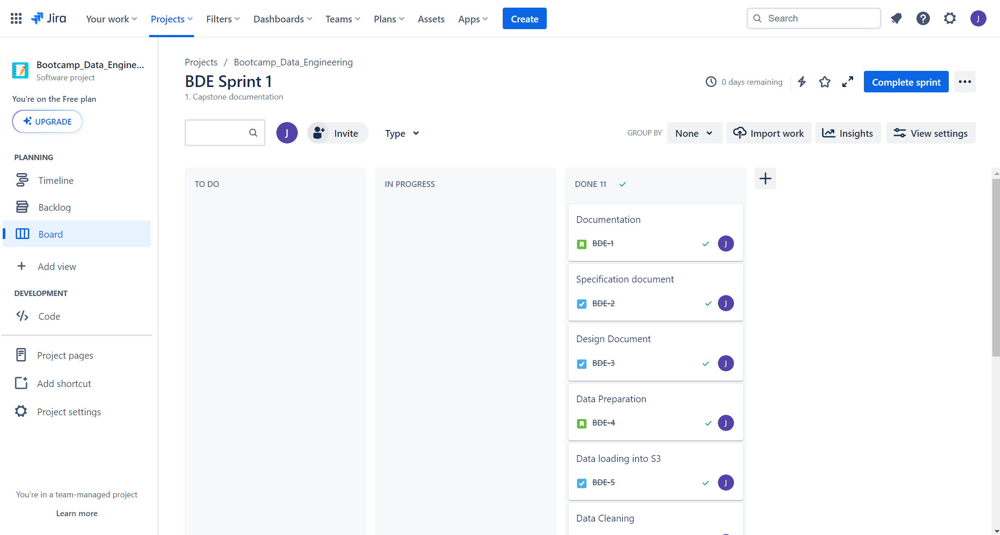 Jira
Your work
Projects
Filters
Dashboards
Teams
Plans
Assets
Apps
Create
Search
J
Bootcamp_Data_Engine...
Software project
You're on the Free plan
UPGRADE
PLANNING
Timeline
Backlog
Board
Add view
DEVELOPMENT
Code
Project pages
Add shortcut
Project settings
You're in a team-managed project
Learn more
Projects / Bootcamp_Data_Engineering
BDE Sprint 1
1. Capstone documentation
0 days remaining
Complete sprint
J
Invite
Type
GROUP BY
None
Import work
Insights
View settings
TO DO
IN PROGRESS
DONE 11
Documentation
BDE-1
J
Specification document
BDE-2
J
Design Document
BDE-3
J
Data Preparation
BDE-4
J
Data loading into S3
BDE-5
J
Data Cleaning